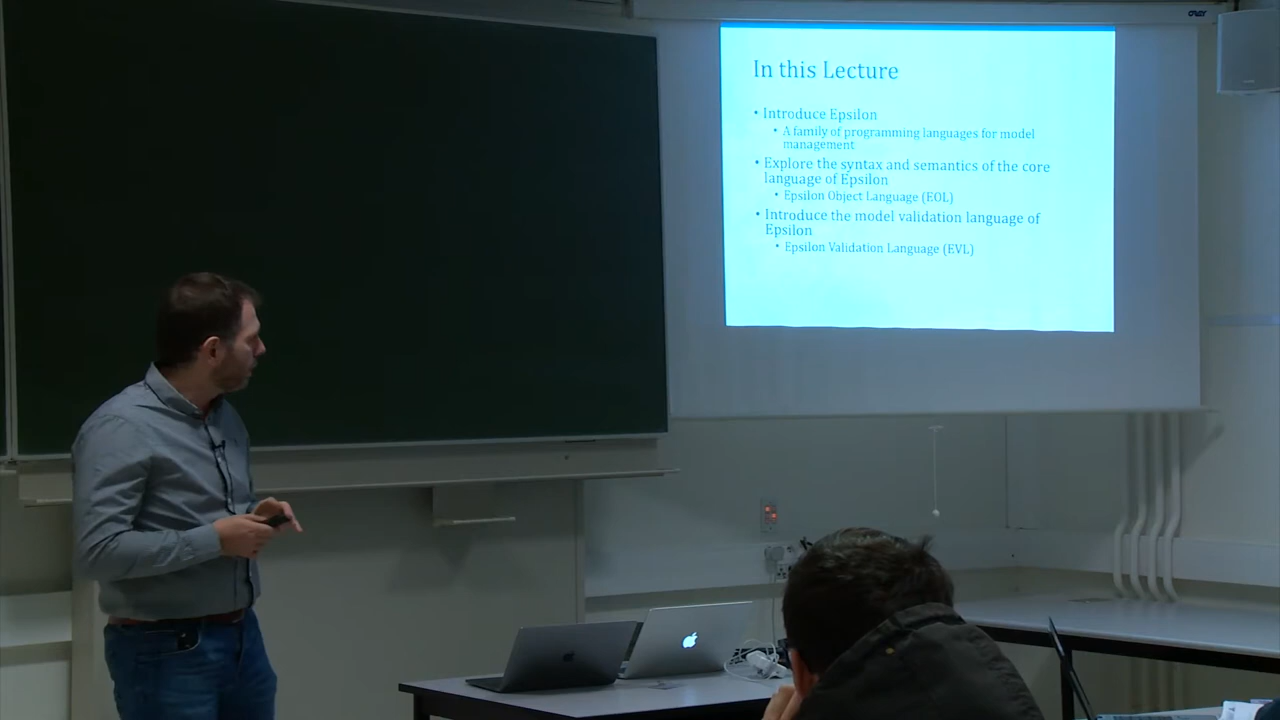 In this Lecture
• Introduce Epsilon
• A family of programming languages for model
management
• Explore the syntax and semantics of the core
language of Epsilon
• Epsilon Object Language (EOL)
• Introduce the model validation language of
Epsilon
• Epsilon Validation Language (EVL)